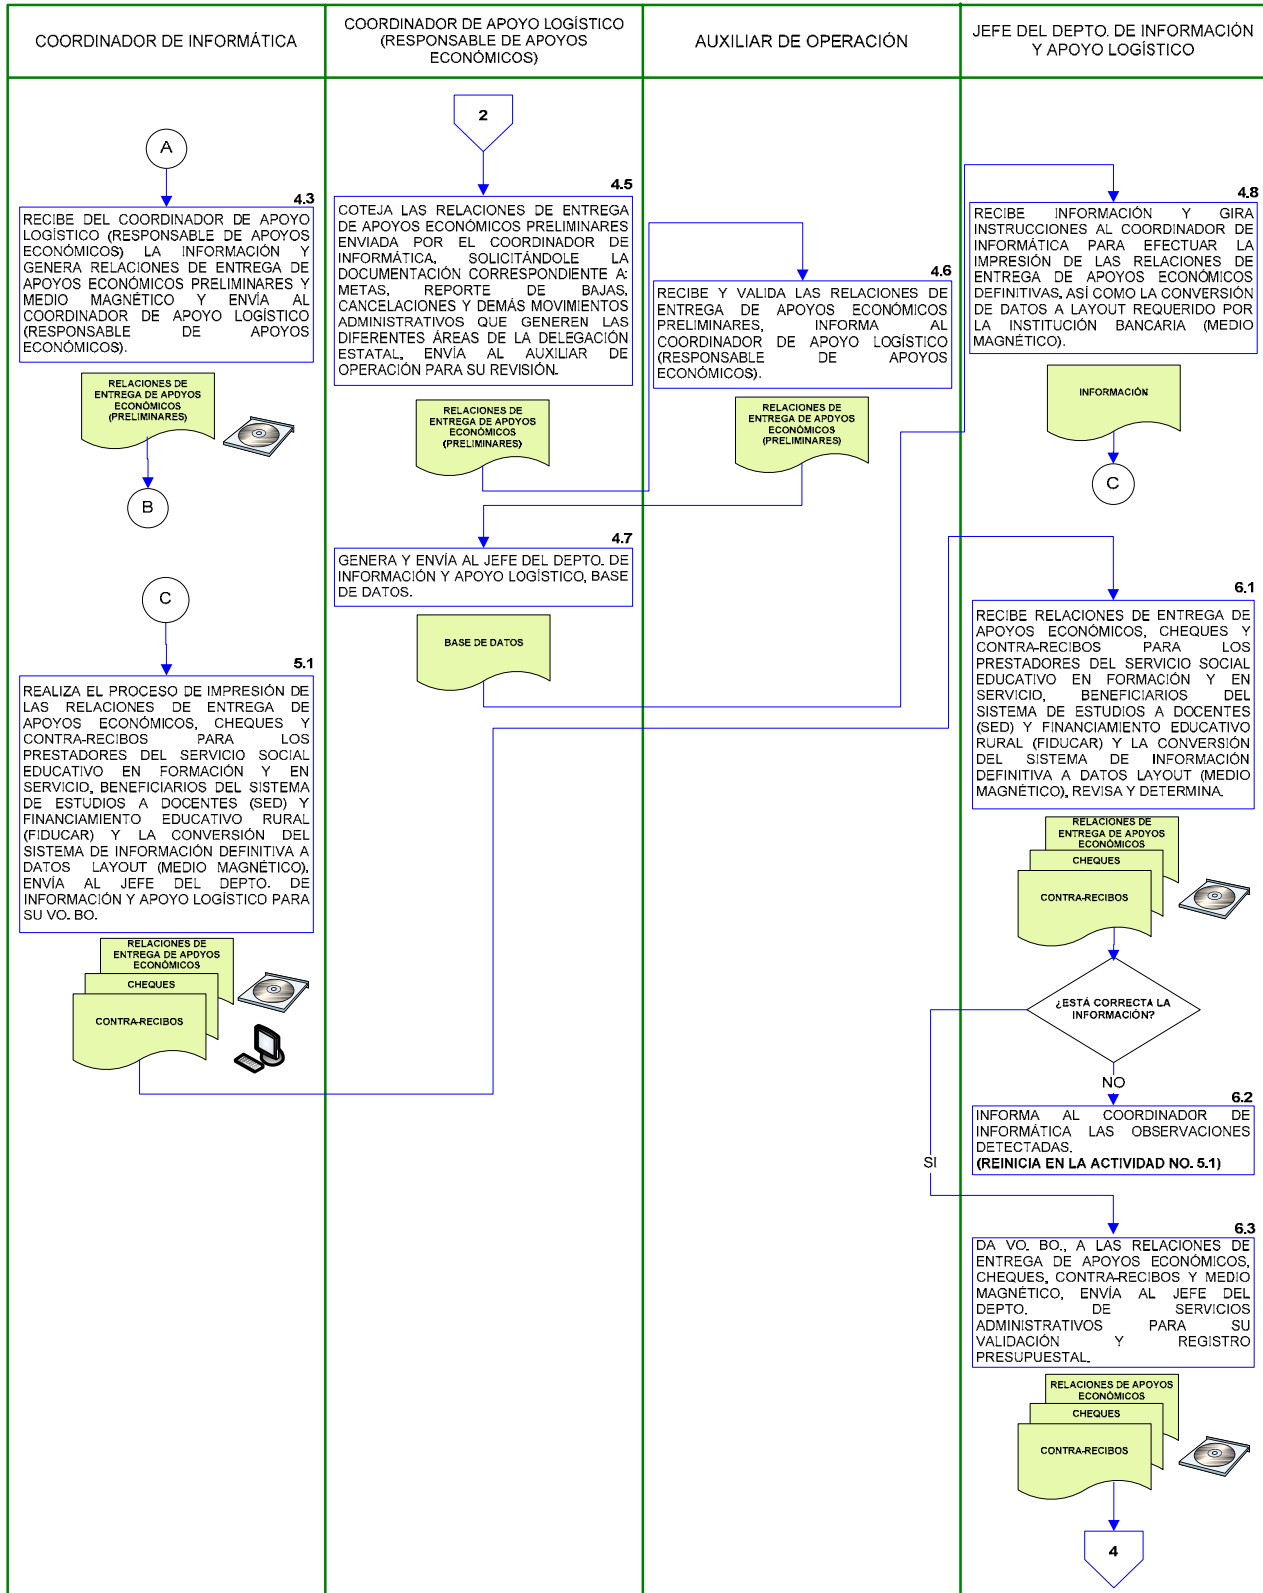 COORDINADOR DE INFORMÁTICA
COORDINADOR DE APOYO LOGÍSTICO
(RESPONSABLE DE APOYOS
ECONÓMICOS)
AUXILIAR DE OPERACIÓN
JEFE DEL DEPTO. DE INFORMACIÓN
Y APOYO LOGÍSTICO
A
4.3
RECIBE DEL COORDINADOR DE APOYO
LOGÍSTICO (RESPONSABLE DE APOYOS
ECONÓMICOS) LA INFORMACIÓN Y
GENERA RELACIONES DE ENTREGA DE
APOYOS ECONÓMICOS PRELIMINARES Y
MEDIO MAGNÉTICO Y ENVÍA AL
COORDINADOR DE APOYO LOGÍSTICO
(RESPONSABLE DE APOYOS
ECONÓMICOS).
RELACIONES DE
ENTREGA DE APOYOS
ECONÓMICOS
(PRELIMINARES)
B
C
5.1
REALIZA EL PROCESO DE IMPRESIÓN DE
LAS RELACIONES DE ENTREGA DE
APOYOS ECONÓMICOS, CHEQUES Y
CONTRA-RECIBOS PARA LOS
PRESTADORES DEL SERVICIO SOCIAL
EDUCATIVO EN FORMACIÓN Y EN
SERVICIO, BENEFICIARIOS DEL SISTEMA
DE ESTUDIOS A DOCENTES (SED) Y
FINANCIAMIENTO EDUCATIVO RURAL
(FIDUCAR) Y LA CONVERSIÓN DEL
SISTEMA DE INFORMACIÓN DEFINITIVA A
DATOS LAYOUT (MEDIO MAGNÉTICO),
ENVÍA AL JEFE DEL DEPTO. DE
INFORMACIÓN Y APOYO LOGÍSTICO PARA
SU VO. BO.
RELACIONES DE
ENTREGA DE APOYOS
ECONÓMICOS
CHEQUES
CONTRA-RECIBOS
2
4.5
COTEJA LAS RELACIONES DE ENTREGA
DE APOYOS ECONÓMICOS PRELIMINARES
ENVIADA POR EL COORDINADOR DE
INFORMÁTICA, SOLICITÁNDOLE LA
DOCUMENTACIÓN CORRESPONDIENTE A:
METAS, REPORTE DE BAJAS,
CANCELACIONES Y DEMÁS MOVIMIENTOS
ADMINISTRATIVOS QUE GENEREN LAS
DIFERENTES ÁREAS DE LA DELEGACIÓN
ESTATAL, ENVÍA AL AUXILIAR DE
OPERACIÓN PARA SU REVISIÓN.
RELACIONES DE
ENTREGA DE APOYOS
ECONÓMICOS
(PRELIMINARES)
4.7
GENERA Y ENVÍA AL JEFE DEL DEPTO. DE
INFORMACIÓN Y APOYO LOGÍSTICO, BASE
DE DATOS.
BASE DE DATOS
4.6
RECIBE Y VALIDA LAS RELACIONES DE
ENTREGA DE APOYOS ECONÓMICOS
PRELIMINARES, INFORMA AL
COORDINADOR DE APOYO LOGÍSTICO
(RESPONSABLE DE APOYOS
ECONÓMICOS).
RELACIONES DE
ENTREGA DE APOYOS
ECONÓMICOS
(PRELIMINARES)
4.8
RECIBE INFORMACIÓN Y GIRA
INSTRUCCIONES AL COORDINADOR DE
INFORMÁTICA PARA EFECTUAR LA
IMPRESIÓN DE LAS RELACIONES DE
ENTREGA DE APOYOS ECONÓMICOS
DEFINITIVAS, ASÍ COMO LA CONVERSIÓN
DE DATOS A LAYOUT REQUERIDO POR
LA INSTITUCIÓN BANCARIA (MEDIO
MAGNÉTICO).
INFORMACIÓN
C
6.1
RECIBE RELACIONES DE ENTREGA DE
APOYOS ECONÓMICOS, CHEQUES Y
CONTRA-RECIBOS PARA LOS
PRESTADORES DEL SERVICIO SOCIAL
EDUCATIVO EN FORMACIÓN Y EN
SERVICIO, BENEFICIARIOS DEL
SISTEMA DE ESTUDIOS A DOCENTES
(SED) Y FINANCIAMIENTO EDUCATIVO
RURAL (FIDUCAR) Y LA CONVERSIÓN
DEL SISTEMA DE INFORMACIÓN
DEFINITIVA A DATOS LAYOUT (MEDIO
MAGNÉTICO), REVISA Y DETERMINA.
RELACIONES DE
ENTREGA DE APOYOS
ECONÓMICOS
CHEQUES
CONTRA-RECIBOS
¿ESTÁ CORRECTA LA
INFORMACIÓN?
NO
6.2
INFORMA AL COORDINADOR DE
INFORMÁTICA LAS OBSERVACIONES
DETECTADAS.
(REINICIA EN LA ACTIVIDAD NO. 5.1)
SI
6.3
DA VO. BO., A LAS RELACIONES DE
ENTREGA DE APOYOS ECONÓMICOS,
CHEQUES, CONTRA-RECIBOS Y MEDIO
MAGNÉTICO, ENVÍA AL JEFE DEL
DEPTO. DE SERVICIOS
ADMINISTRATIVOS PARA SU
VALIDACIÓN Y REGISTRO
PRESUPUESTAL.
RELACIONES DE APOYOS
ECONÓMICOS
CHEQUES
CONTRA-RECIBOS
4